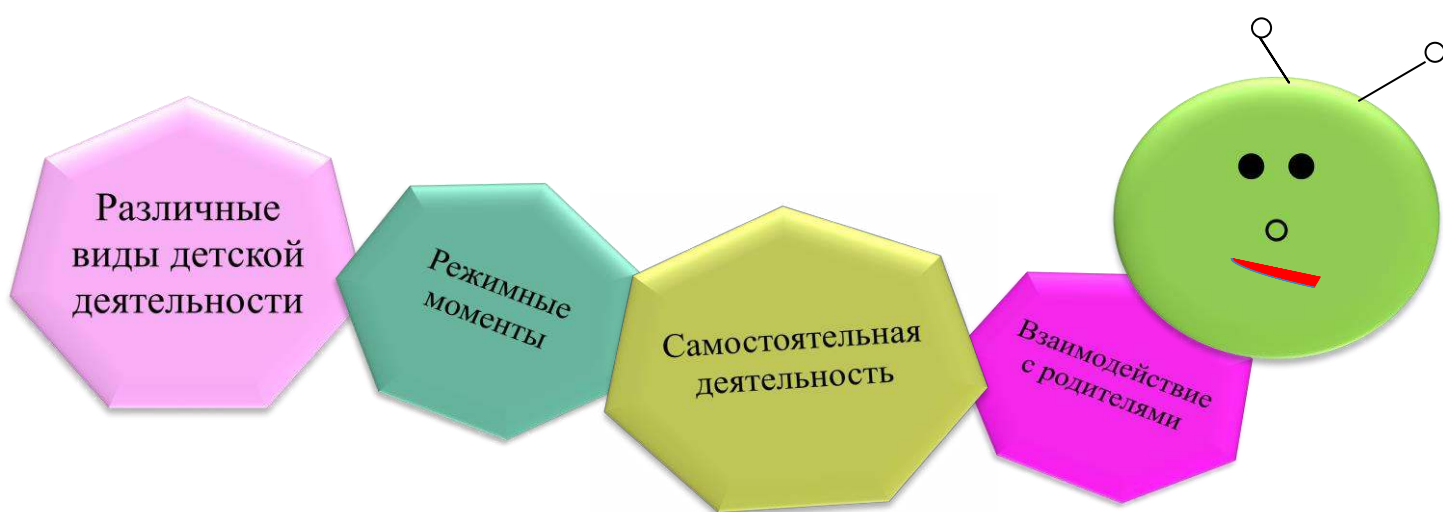 Различные
виды детской
деятельности
Режимные
моменты
Самостоятельная
деятельность
Взаимодействие
с родителями